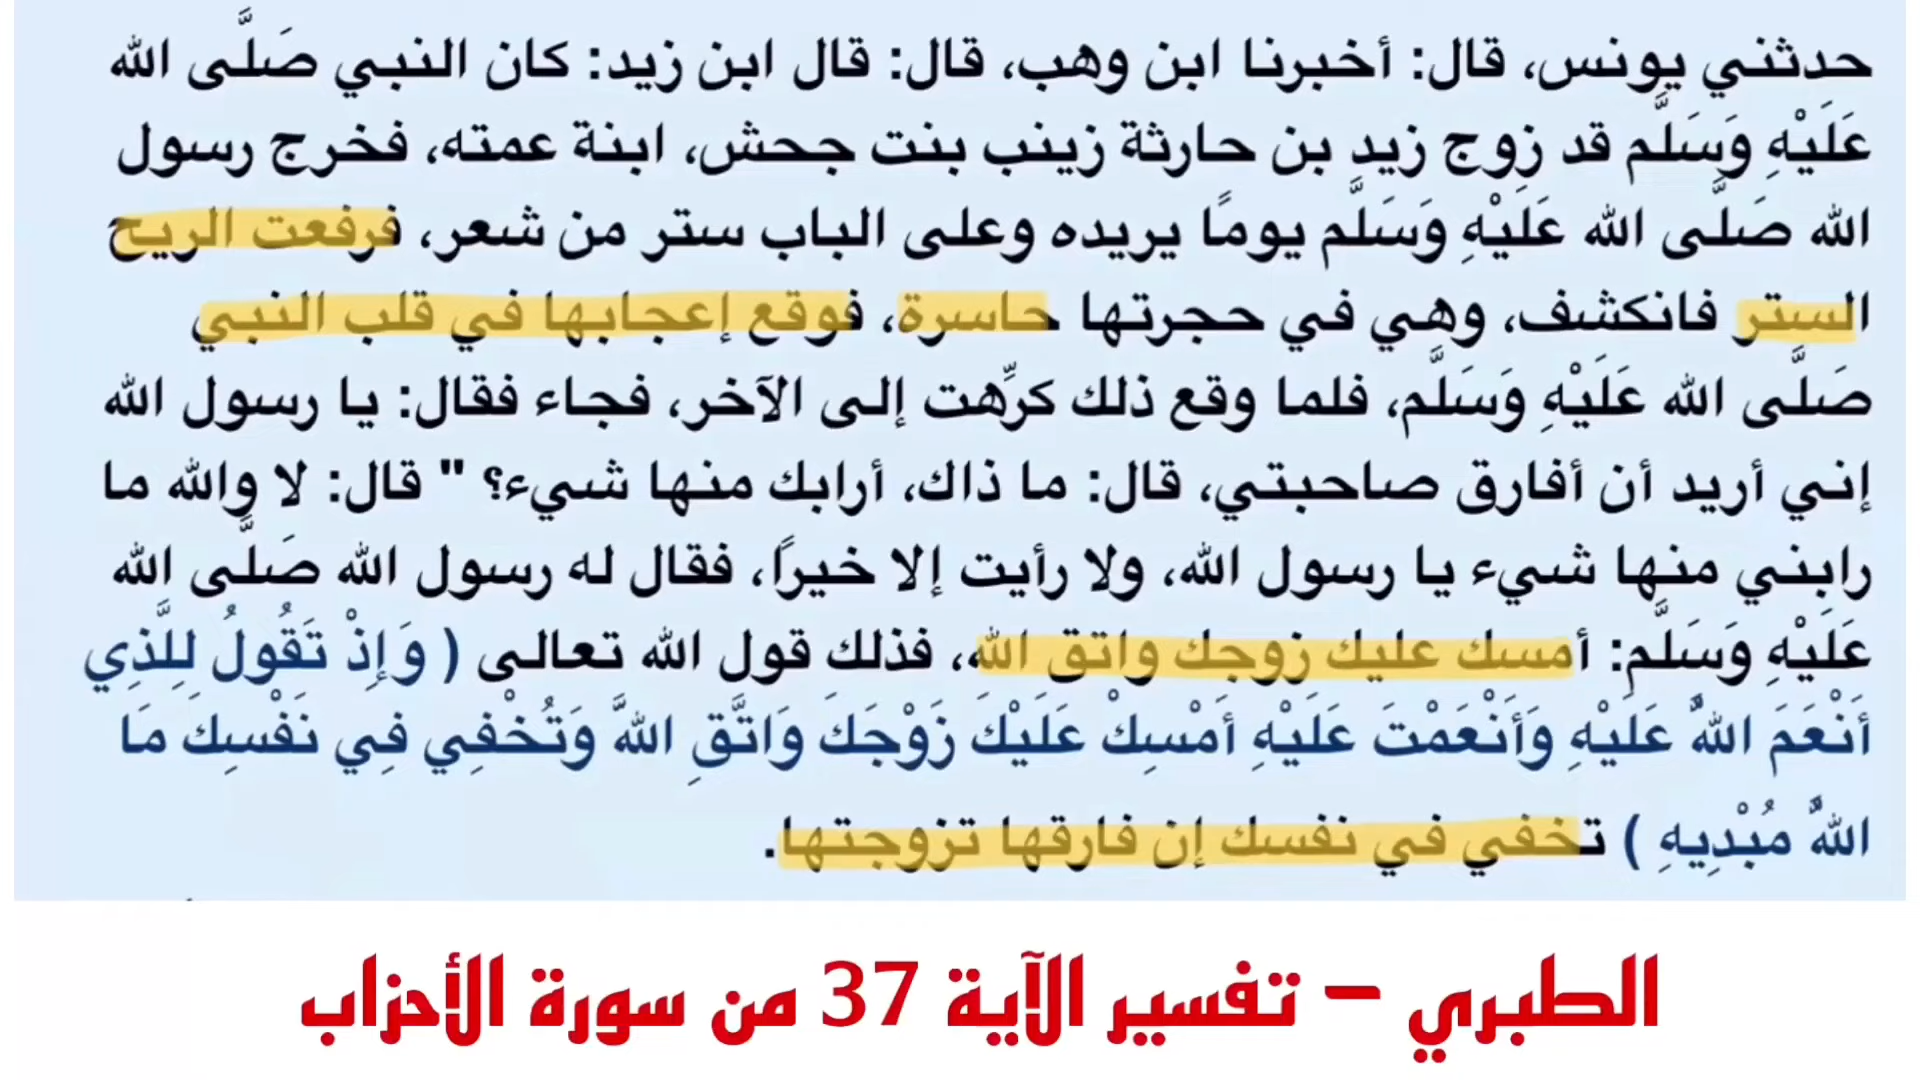 حدثني يونس، قال: أخبرنا ابن وهب، قال: قال ابن زيد: كان النبي صَلَّى الله
عَلَيْهِ وَسَلَّم قد زوج زيد بن حارثة زينب بنت جحش، ابنة عمته، فخرج رسول
الله صَلَّى الله عَلَيْهِ وَسَلَّم يومًا يريده وعلى الباب ستر من شعر، فرفعت الريح
الستر فانكشف، وهي في حجرتها حاسرة، فوقع إعجابها في قلب النبي
صَلَّى الله عَلَيْهِ وَسَلَّم، فلما وقع ذلك كرِّهت إلى الآخر، فجاء فقال: يا رسول الله
إني أريد أن أفارق صاحبتي، قال: ما ذاك، أرابك منها شيء؟ " قال: لا والله ما
رابني منها شيء يا رسول الله، ولا رأيت إلا خيرًا، فقال له رسول الله صَلَّى الله
عَلَيْهِ وَسَلَّم: أمسك عليك زوجك واتق الله، فذلك قول الله تعالى ( وَإِذْ تَقُولُ لِلَّذِي
أَنْعَمَ اللهُ عَلَيْهِ وَأَنْعَمْتَ عَلَيْهِ أَمْسِكْ عَلَيْكَ زَوْجَكَ وَاتَّقِ اللهَ وَتُخْفِي فِي نَفْسِكَ مَا
اللهُ مُبْدِيهِ ) تخفي في نفسك إن فارقها تزوجتها.
الطبري – تفسير الآية 37 من سورة الأحزاب